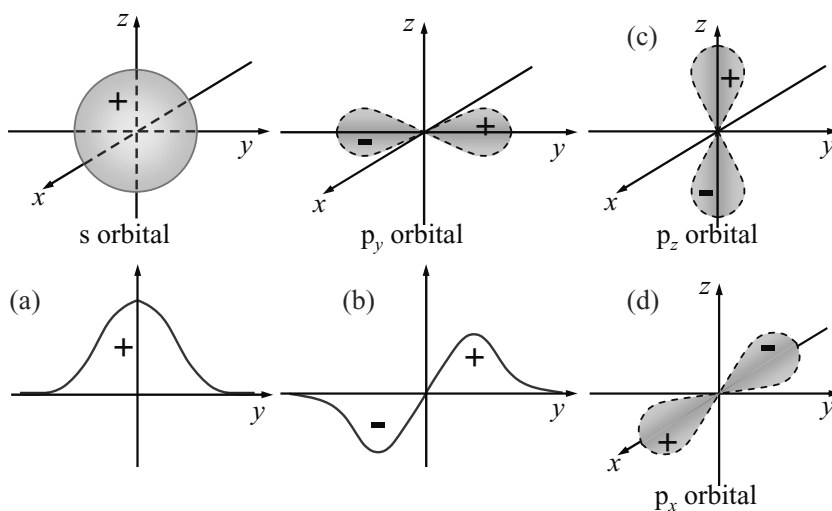 z
+
y
x
s orbital
z
- +
y
x
p_y orbital
(c)
z
+
-
y
x
p_z orbital
(a)
+
y
(b)
+
-
y
(d)
z
-
+
y
x
p_x orbital